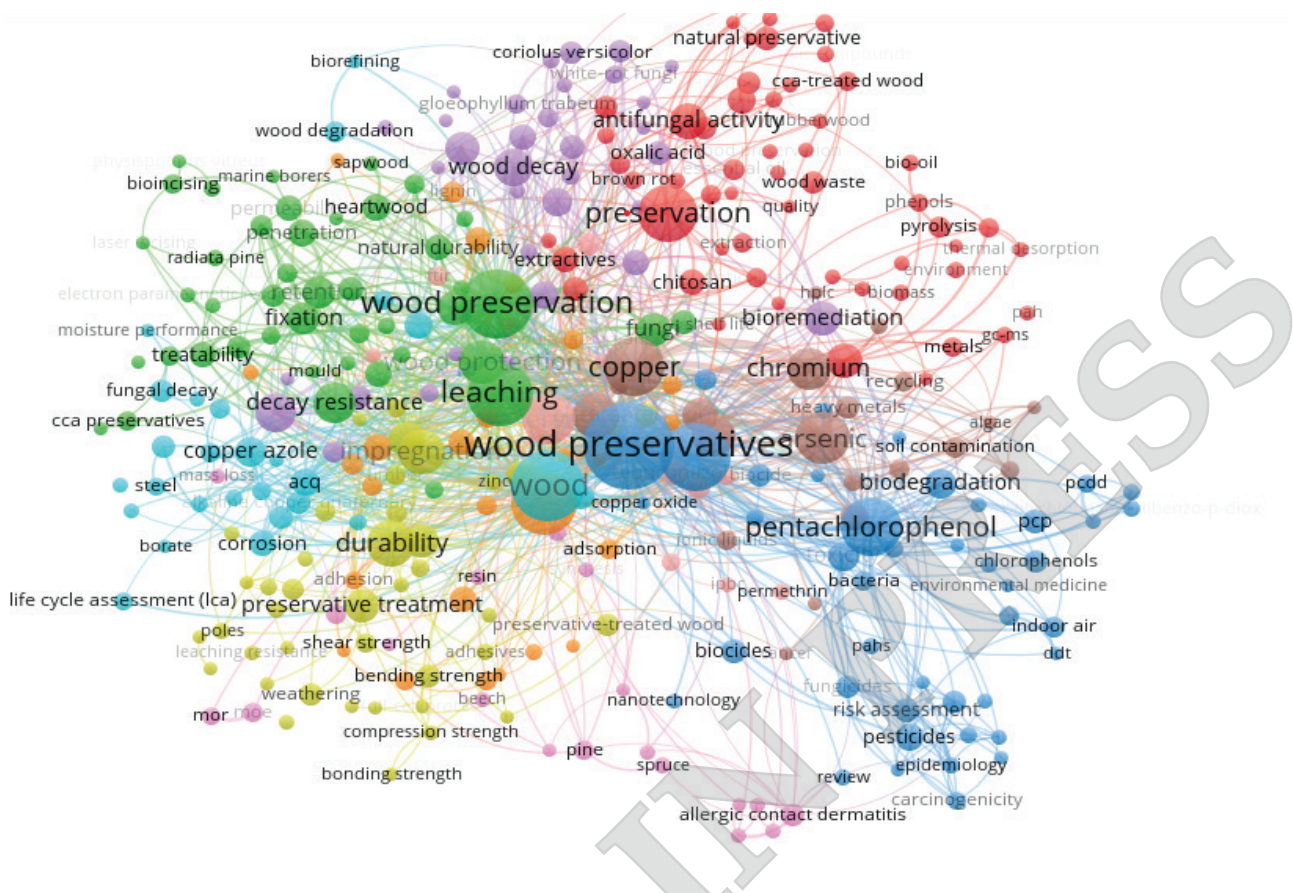 natural preservative
coriolus versicolor
biorefining
white-rot fungi
cca-treated wood
gloeophyllum trabeum
antifungal activity
rubberwood
wood degradation
oxalic acid
sapwood
wood decay
bio-oil
marine borers
bioincising
brown rot
wood waste
lignin
phenols
heartwood
preservation
quality
penetration
pyrolysis
natural durability
extraction
thermal desorption
laser incising
radiata pine
extractives
environment
chitosan
retention
hplc
biomass
wood preservation
pah
fixation
fungi
shelf life
bioremediation
moisture performance
gc-ms
treatability
metals
wood protection
mould
copper
chromium
recycling
fungal decay
leaching
decay resistance
heavy metals
cca preservatives
algae
wood preservatives
arsenic
soil contamination
copper azole
mass loss
biocide
steel
acq
zinc
wood
biodegradation
pcdd
copper oxide
pentachlorophenol
pcp
borate
corrosion
durability
adsorption
ionic liquids
chlorophenols
adhesion
resin
bacteria
environmental medicine
ipbc
permethrin
life cycle assessment (lca)
preservative treatment
poles
preservative-treated wood
indoor air
shear strength
leaching resistance
adhesives
biocides
cancer
pahs
ddt
bending strength
weathering
beech
nanotechnology
fungicides
mor
moe
risk assessment
compression strength
pesticides
pine
spruce
epidemiology
bonding strength
review
carcinogenicity
allergic contact dermatitis
IN PRESS